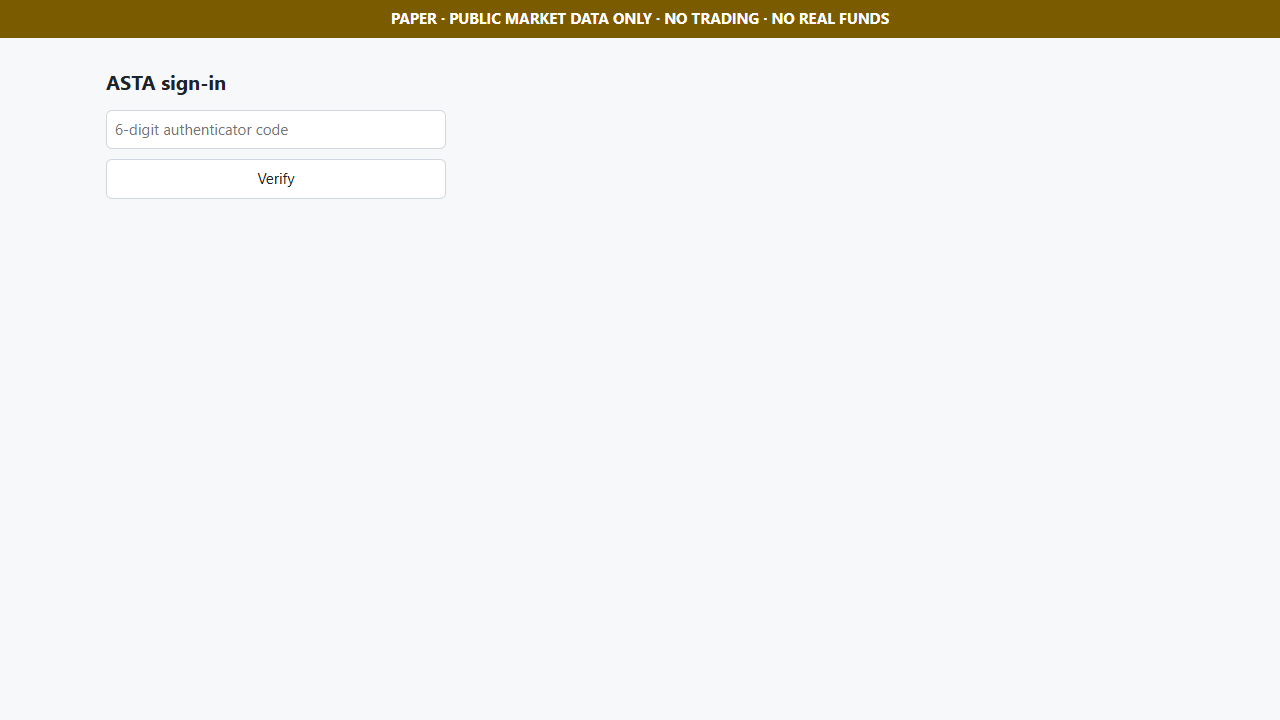 PAPER · PUBLIC MARKET DATA ONLY · NO TRADING · NO REAL FUNDS
ASTA sign-in
6-digit authenticator code
Verify